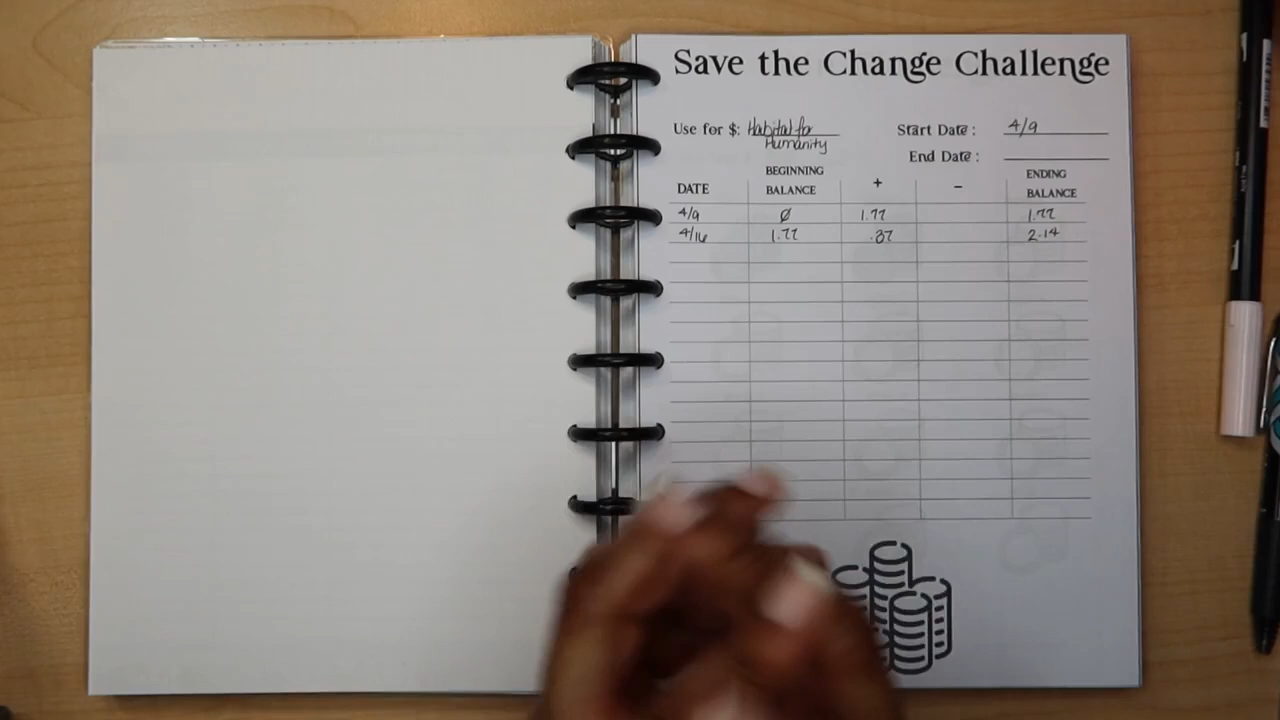 Save the Change Challenge
Use for $: Habitat for Humanity
Start Date: 4/9
End Date:
DATE BEGINNING BALANCE + - ENDING BALANCE
4/9 Ø 1.77 1.77
4/16 1.77 .37 2.14